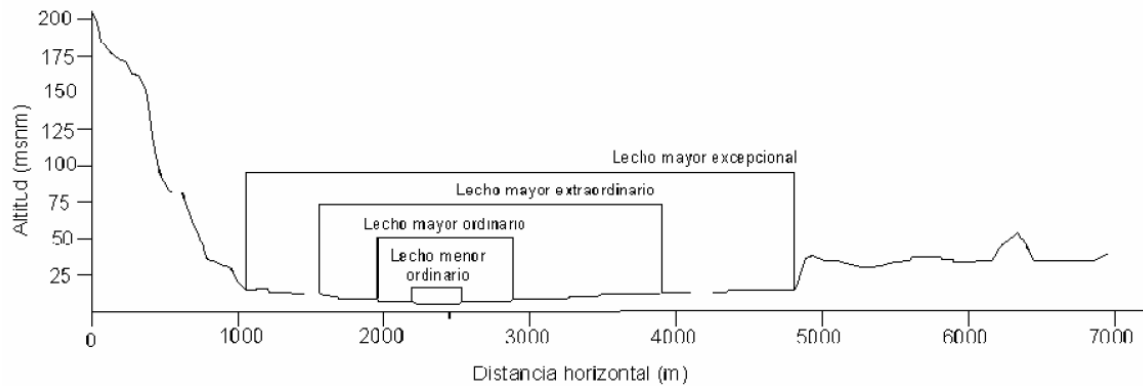 200
175
150
125
100
75
50
25
Altitud (msnm)
Lecho mayor excepcional
Lecho mayor extraordinario
Lecho mayor ordinario
Lecho menor
ordinario
0
1000
2000
3000
4000
5000
6000
7000
Distancia horizontal (m)